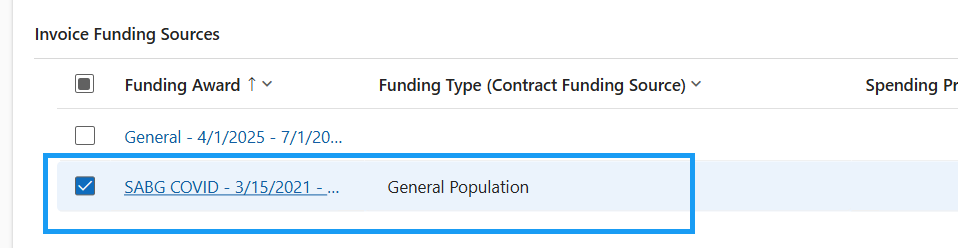 Invoice Funding Sources
Funding Award ↑ Funding Type (Contract Funding Source) Spending Pr
General - 4/1/2025 - 7/1/20...
SABG COVID - 3/15/2021 - ... General Population